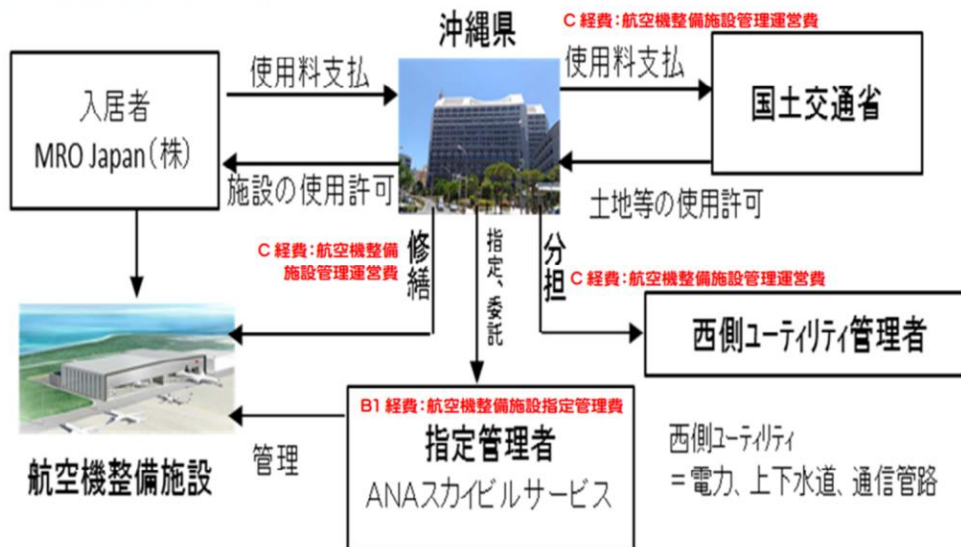 沖縄県
C 経費：航空機整備施設管理運営費
使用料支払
使用料支払
入居者
MRO Japan（株）
国土交通省
施設の使用許可
土地等の使用許可
C 経費：航空機整備
施設管理運営費
修繕
指定、委託
分担
C 経費：航空機整備施設管理運営費
西側ユーティリティ管理者
B1 経費：航空機整備施設指定管理費
指定管理者
ANAスカイビルサービス
管理
航空機整備施設
西側ユーティリティ
＝電力、上下水道、通信管路